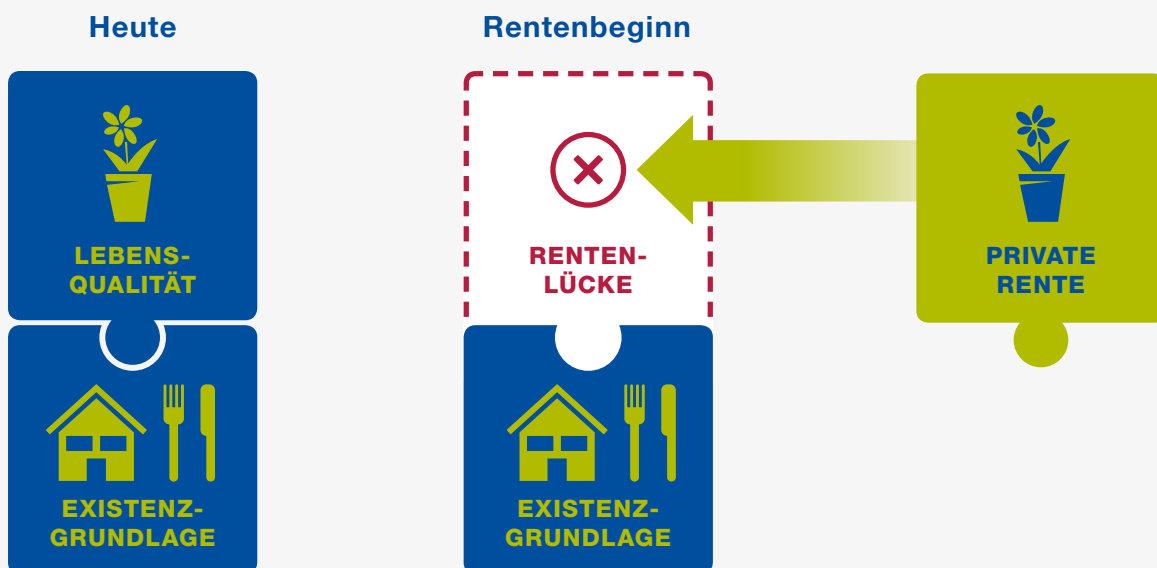 Heute
LEBENS-
QUALITÄT
EXISTENZ-
GRUNDLAGE
Rentenbeginn
RENTEN-
LÜCKE
EXISTENZ-
GRUNDLAGE
PRIVATE
RENTE